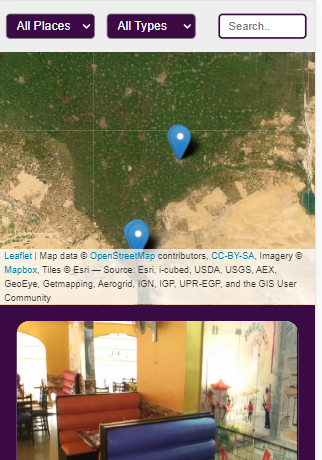 All Places All Types Search..
Leaflet | Map data © OpenStreetMap contributors, CC-BY-SA, Imagery ©
Mapbox, Tiles © Esri — Source: Esri, i-cubed, USDA, USGS, AEX,
GeoEye, Getmapping, Aerogrid, IGN, IGP, UPR-EGP, and the GIS User
Community